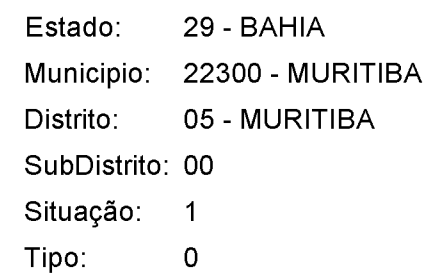 Estado: 29 - BAHIA
Municipio: 22300 - MURITIBA
Distrito: 05 - MURITIBA
SubDistrito: 00
Situação: 1
Tipo: 0